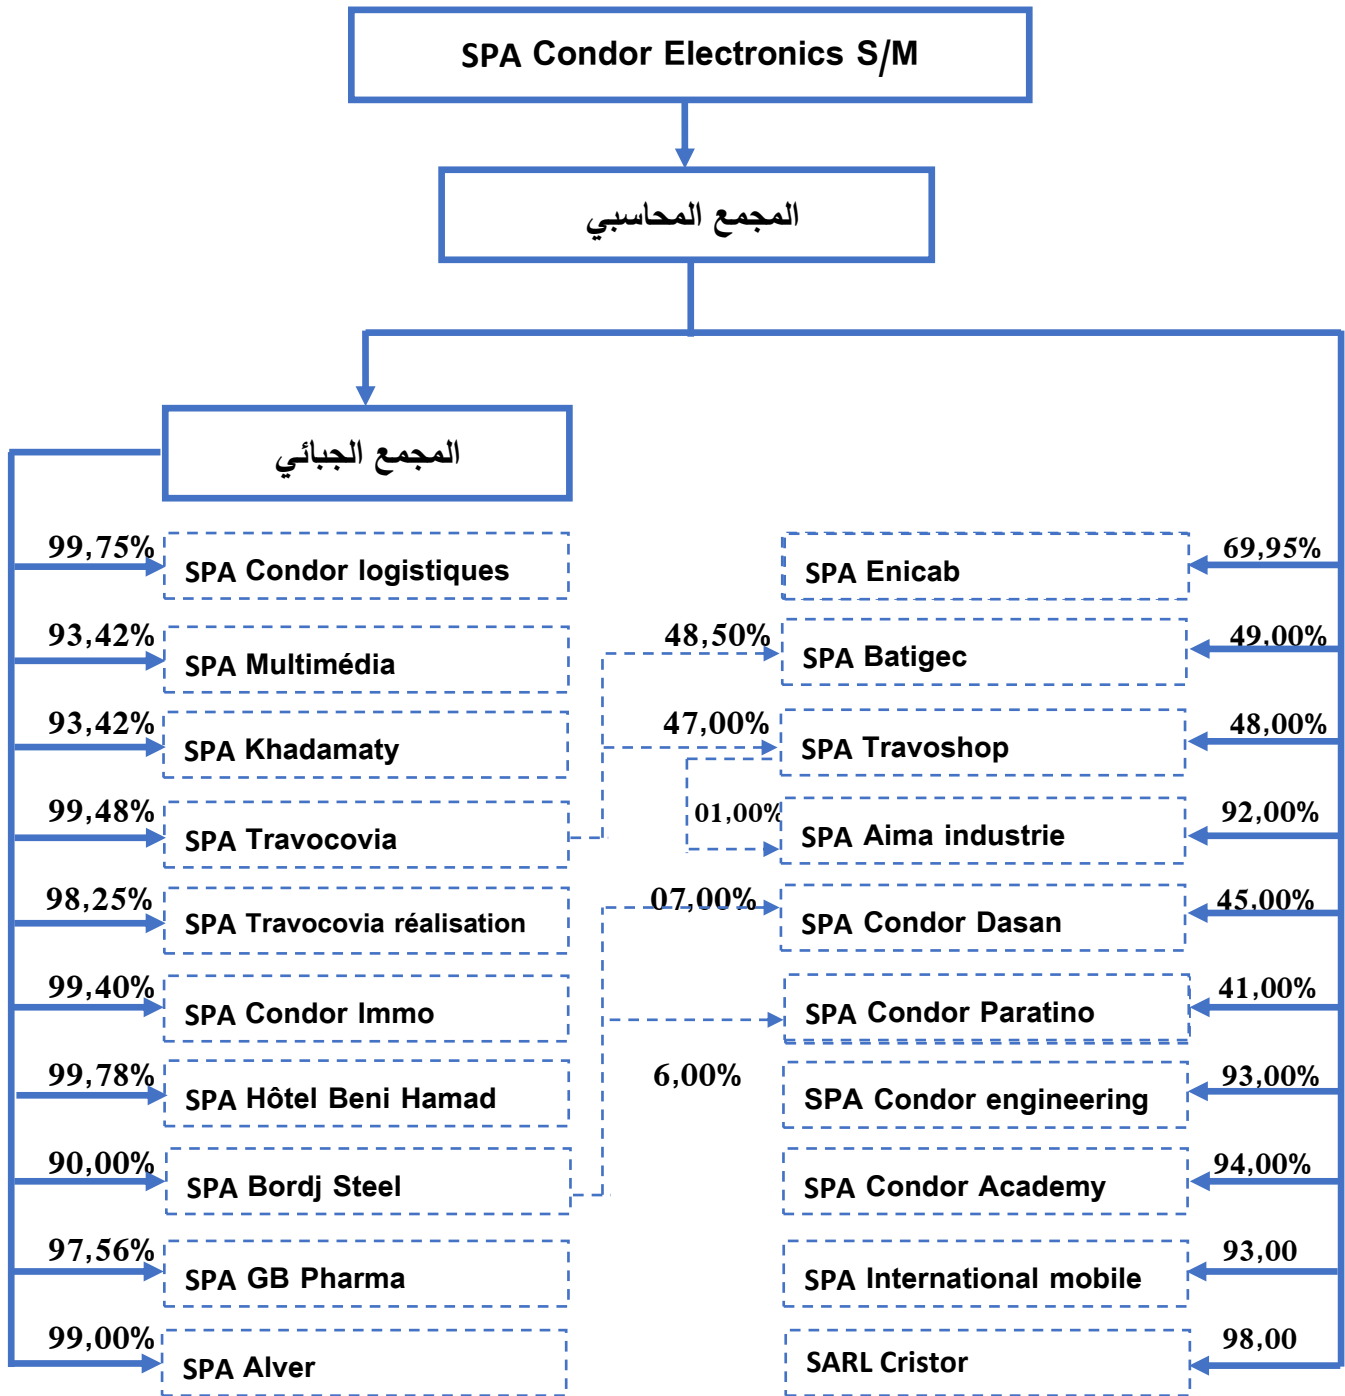 SPA Condor Electronics S/M
المجمع المحاسبي
المجمع الجبائي
99,75%
SPA Condor logistiques
SPA Enicab
69,95%
93,42%
SPA Multimédia
48,50%
SPA Batigec
49,00%
93,42%
SPA Khadamaty
47,00%
SPA Travoshop
48,00%
99,48%
SPA Travocovia
01,00%
SPA Aima industrie
92,00%
98,25%
SPA Travocovia réalisation
07,00%
SPA Condor Dasan
45,00%
99,40%
SPA Condor Immo
SPA Condor Paratino
41,00%
99,78%
SPA Hôtel Beni Hamad
6,00%
SPA Condor engineering
93,00%
90,00%
SPA Bordj Steel
SPA Condor Academy
94,00%
97,56%
SPA GB Pharma
SPA International mobile
93,00
99,00%
SPA Alver
SARL Cristor
98,00